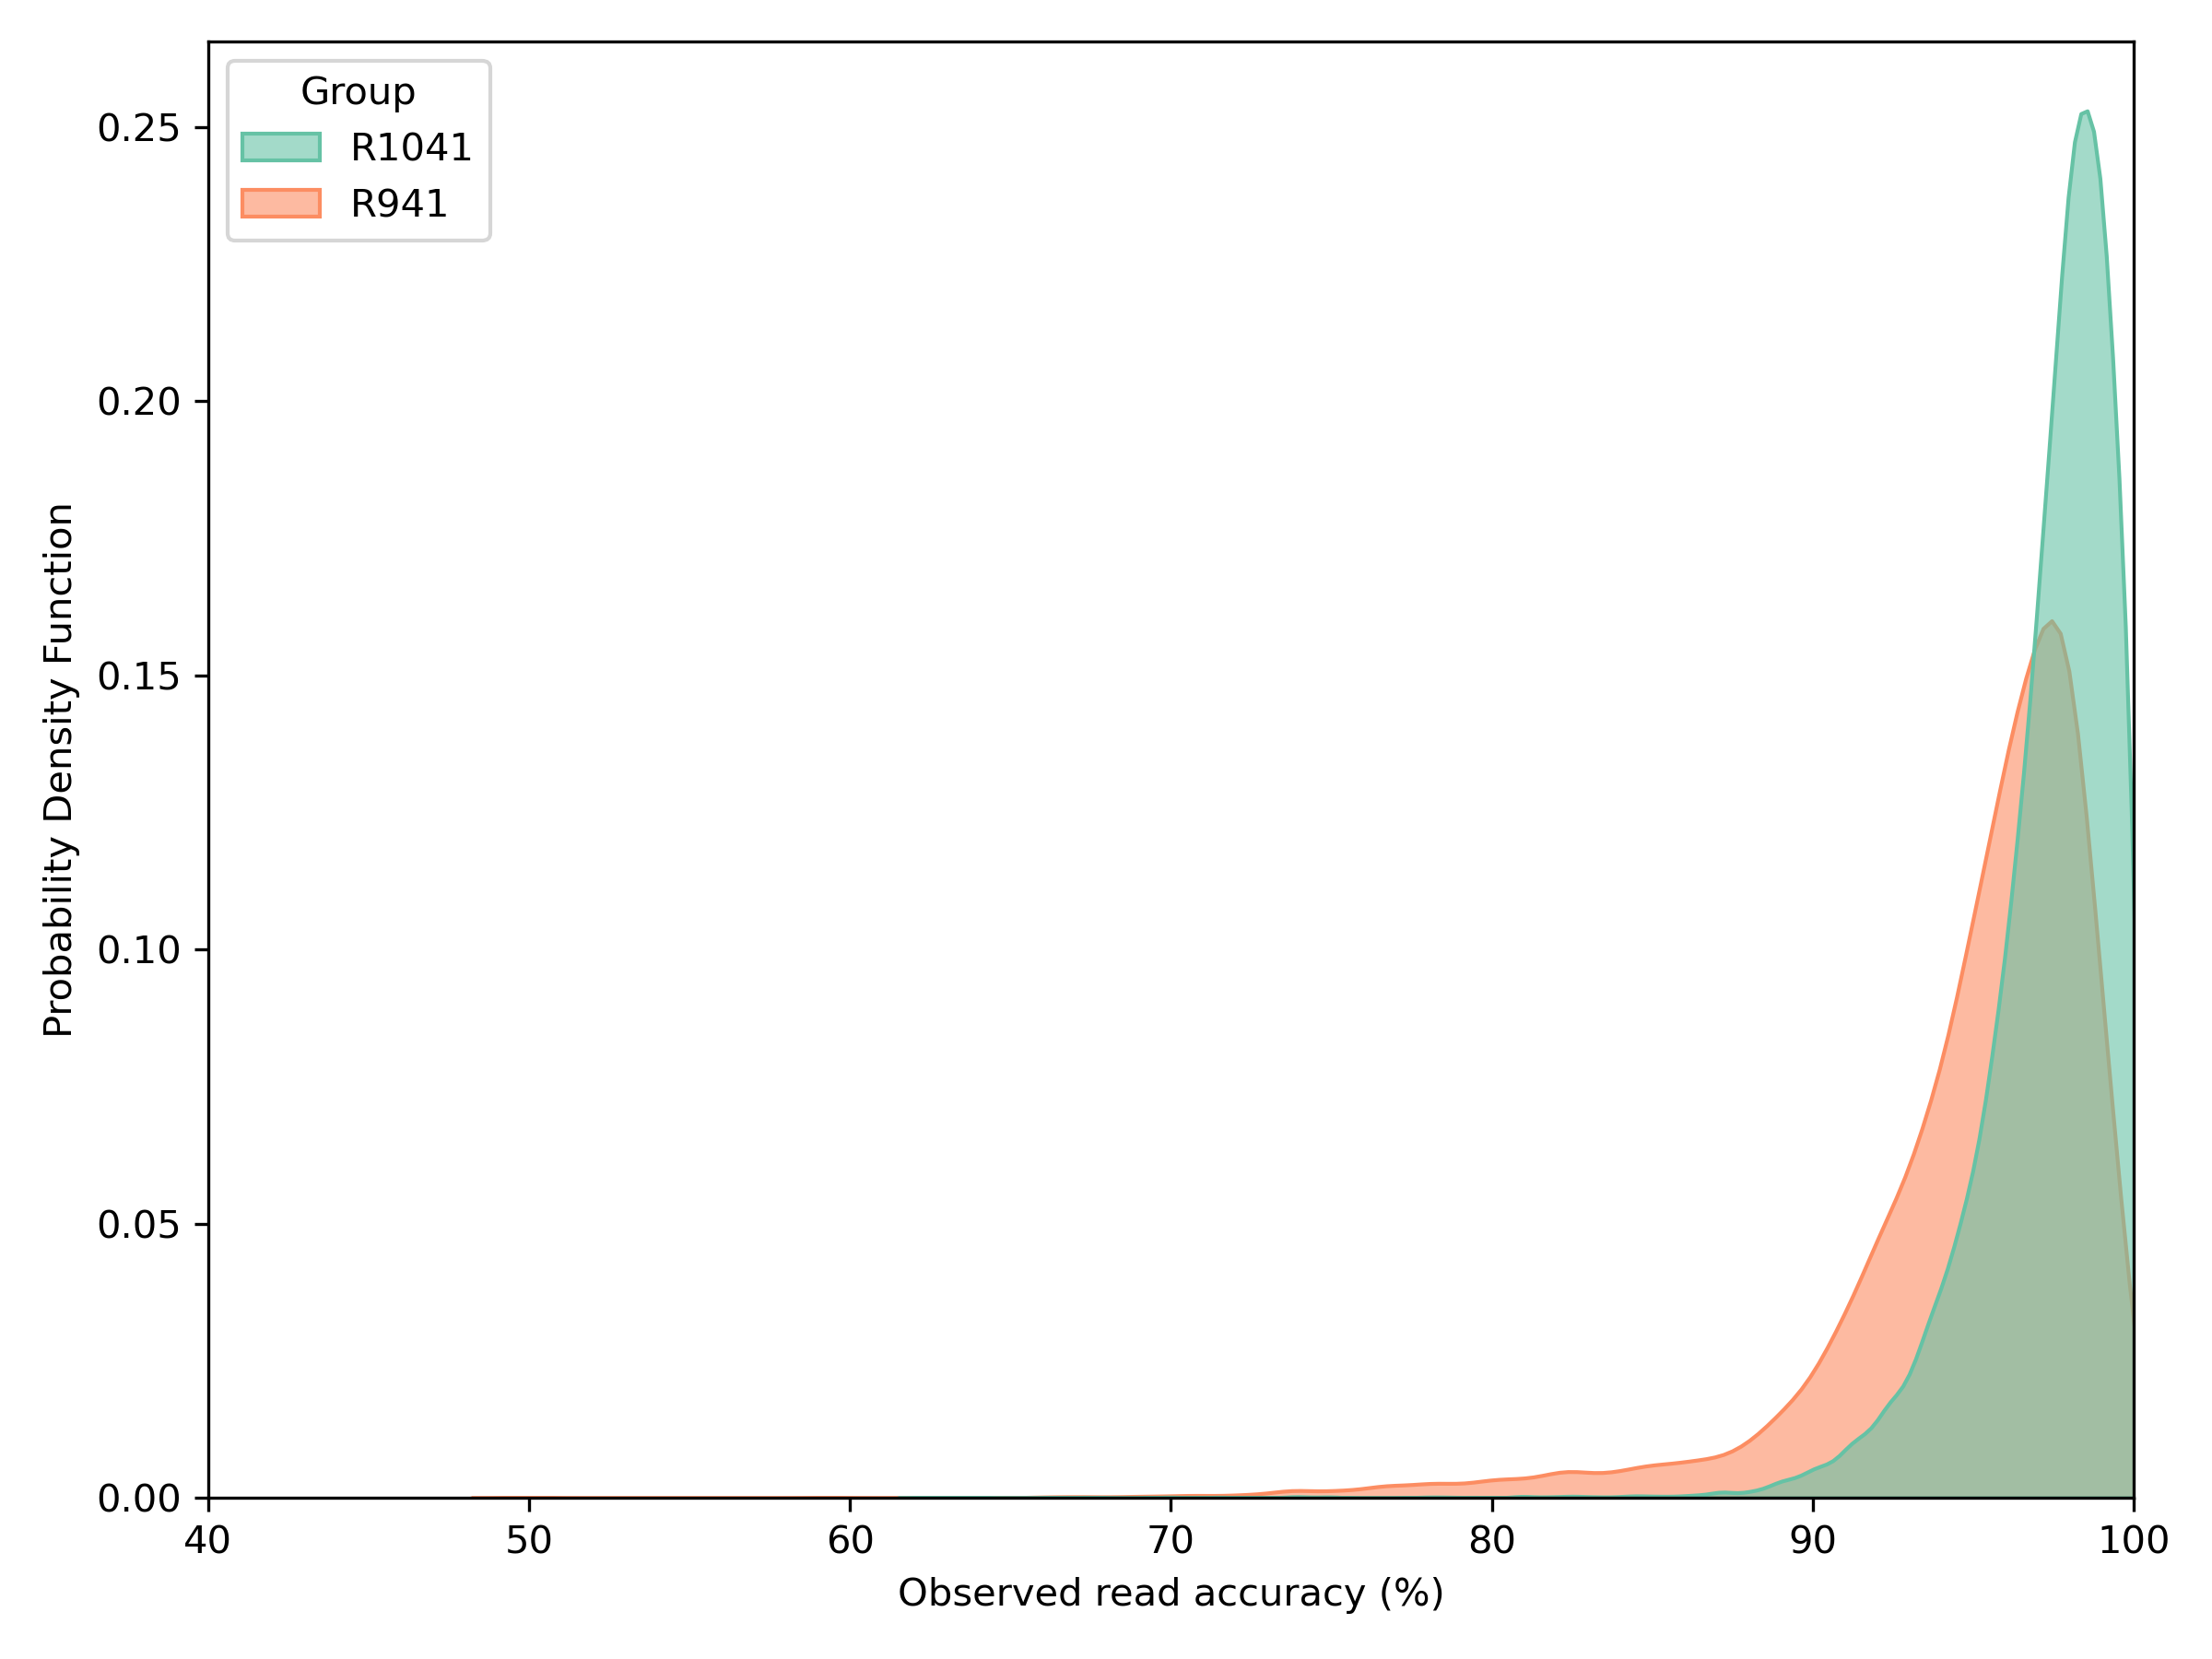 Group
R1041
R941
Probability Density Function
0.25
0.20
0.15
0.10
0.05
0.00
40 50 60 70 80 90 100
Observed read accuracy (%)